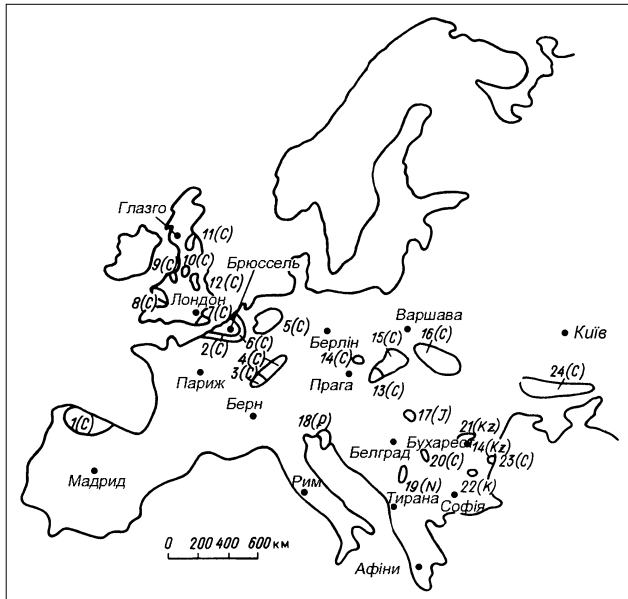 Глазго
11(C)
10(C)
Брюссель
9(C)
12(C)
8(C)
Лондон
7(C)
5(C)
2(C)
6(C)
4(C)
3(C)
Париж
Берн
Берлін
14(C)
Прага
Варшава
15(C)
16(C)
13(C)
Київ
24(C)
1(C)
Мадрид
18(P)
17(J)
Бухарест
21(Kz)
14(Kz)
Белград
20(C)
23(C)
19(N)
22(K)
Рим
Тирана
Софія
0 200 400 600 км
Афіни